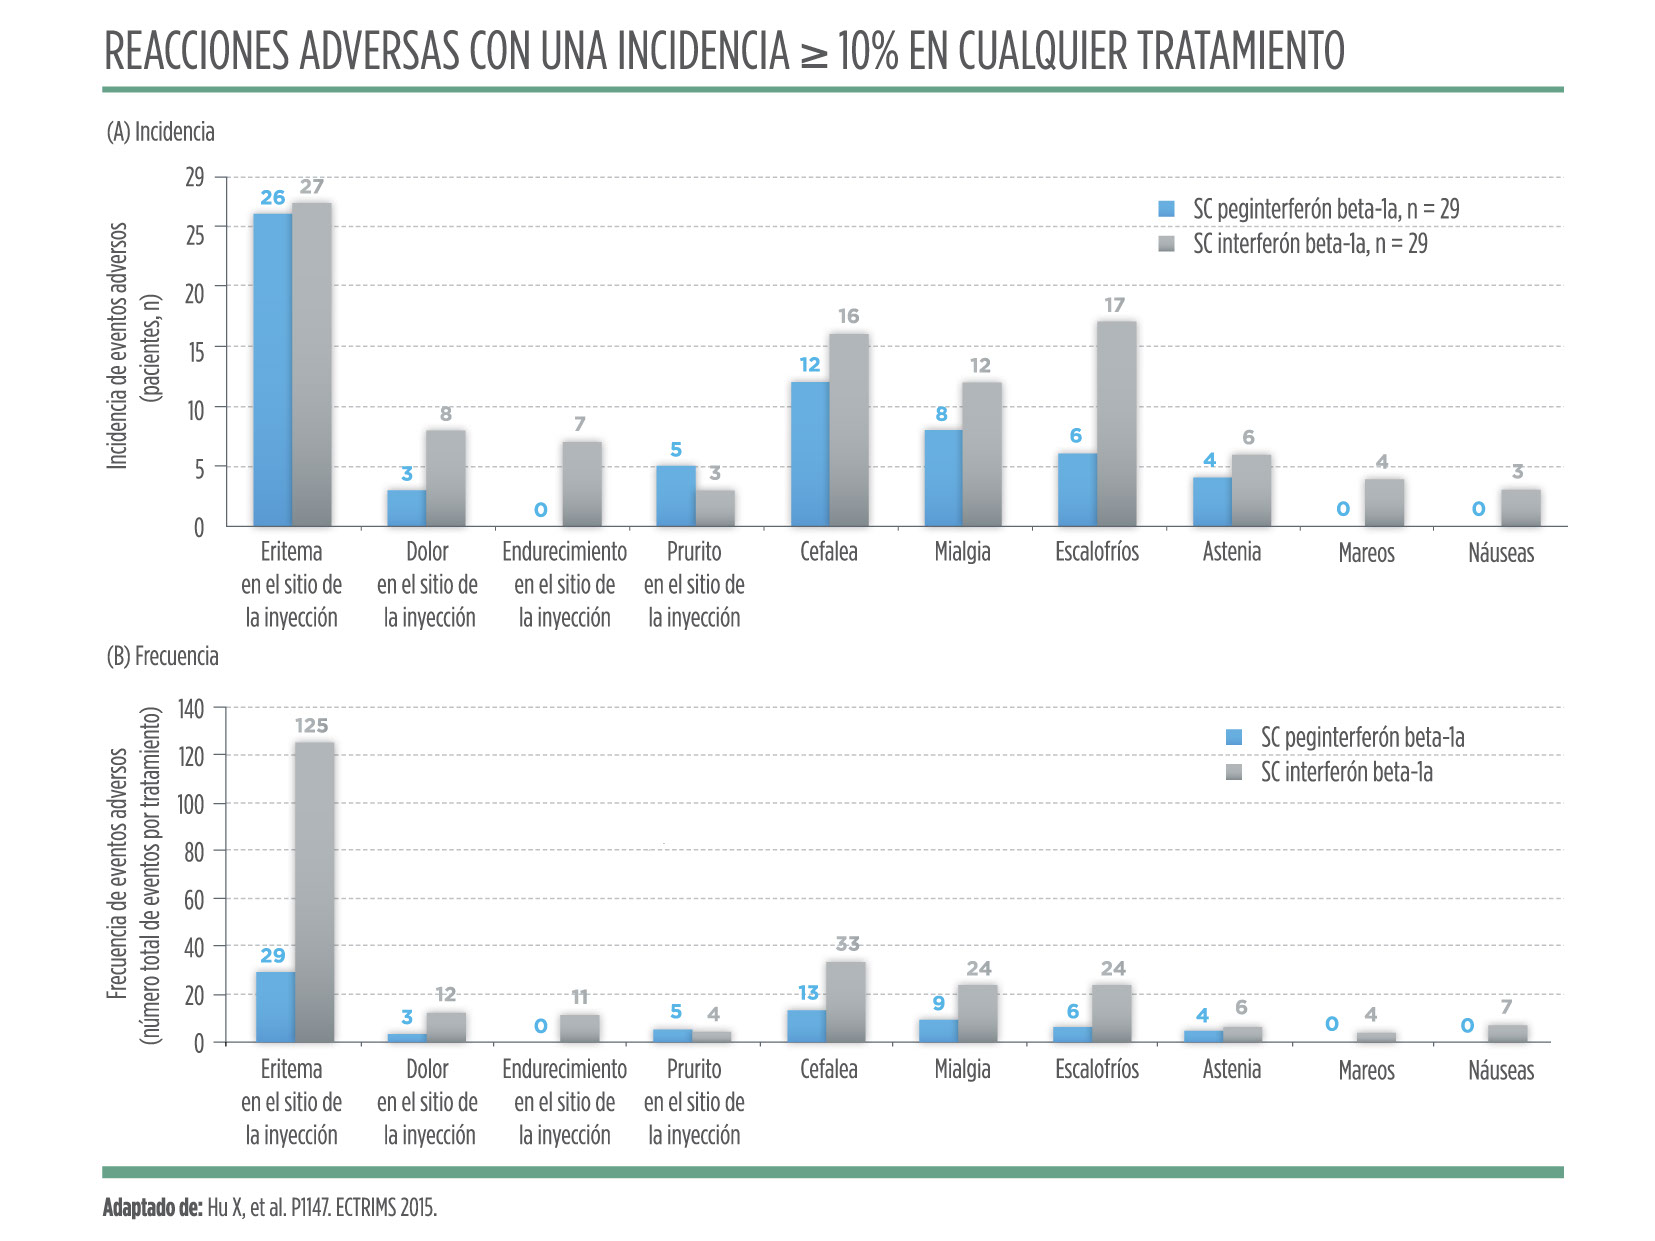 REACCIONES ADVERSAS CON UNA INCIDENCIA ≥ 10% EN CUALQUIER TRATAMIENTO
(A) Incidencia
Incidencia de eventos adversos
(pacientes, n)
29
25
20
15
10
5
0
SC peginterferón beta-1a, n = 29
SC interferón beta-1a, n = 29
26 27
3 8
0 7
5 3
12 16
8 12
6 17
4 6
0 4
0 3
Eritema
en el sitio de
la inyección
Dolor
en el sitio de
la inyección
Endurecimiento
en el sitio de
la inyección
Prurito
en el sitio de
la inyección
Cefalea
Mialgia
Escalofríos
Astenia
Mareos
Náuseas
(B) Frecuencia
Frecuencia de eventos adversos
(número total de eventos por tratamiento)
140
120
100
80
60
40
20
0
SC peginterferón beta-1a
SC interferón beta-1a
29 125
3 12
0 11
5 4
13 33
9 24
6 24
4 6
0 4
0 7
Eritema
en el sitio de
la inyección
Dolor
en el sitio de
la inyección
Endurecimiento
en el sitio de
la inyección
Prurito
en el sitio de
la inyección
Cefalea
Mialgia
Escalofríos
Astenia
Mareos
Náuseas
Adaptado de: Hu X, et al. P1147. ECTRIMS 2015.